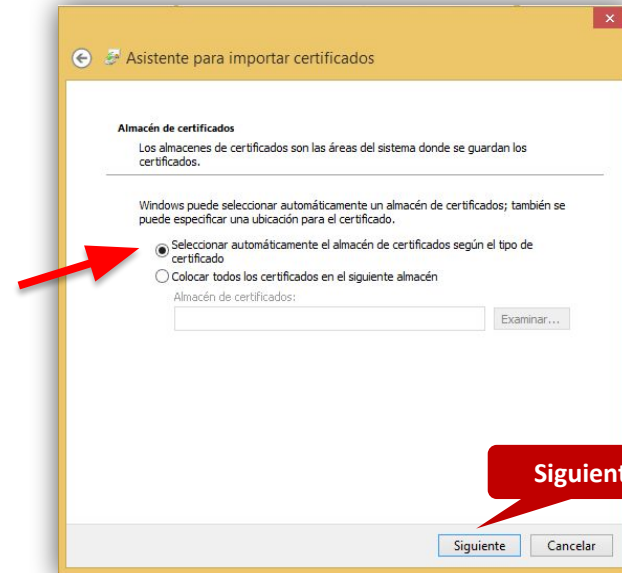 Asistente para importar certificados
Almacén de certificados
Los almacenes de certificados son las áreas del sistema donde se guardan los
certificados.
Windows puede seleccionar automáticamente un almacén de certificados; también se
puede especificar una ubicación para el certificado.
Seleccionar automáticamente el almacén de certificados según el tipo de
certificado
Colocar todos los certificados en el siguiente almacén
Almacén de certificados:
Examinar...
Siguient
Siguiente
Cancelar